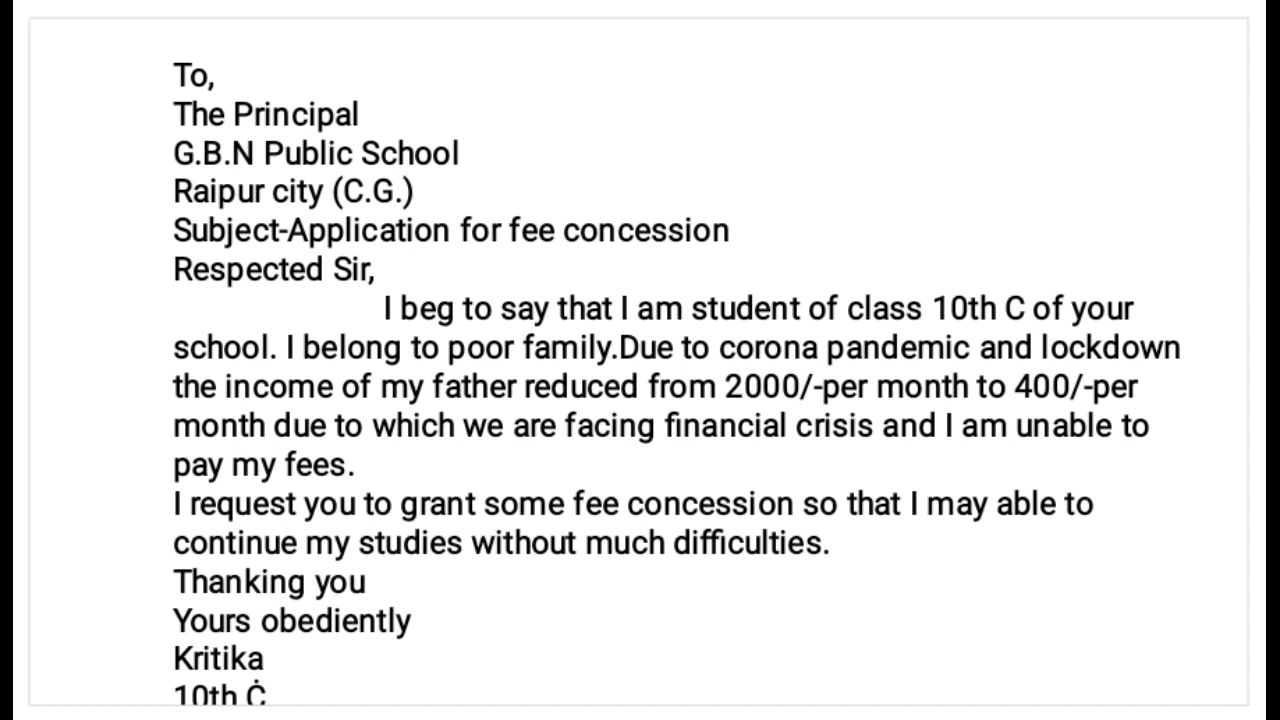 To,
The Principal
G.B.N Public School
Raipur city (C.G.)
Subject-Application for fee concession
Respected Sir,
I beg to say that I am student of class 10th C of your
school. I belong to poor family.Due to corona pandemic and lockdown
the income of my father reduced from 2000/-per month to 400/-per
month due to which we are facing financial crisis and I am unable to
pay my fees.
I request you to grant some fee concession so that I may able to
continue my studies without much difficulties.
Thanking you
Yours obediently
Kritika
10th Ċ